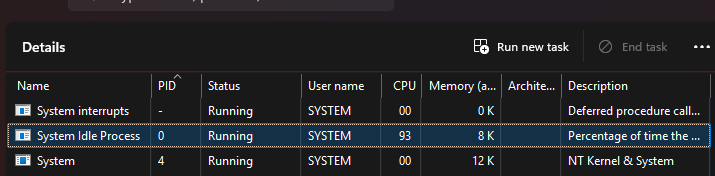 Details Run new task End task
Name PID Status User name CPU Memory (a... Archite... Description
System interrupts - Running SYSTEM 00 0 K Deferred procedure call...
System Idle Process 0 Running SYSTEM 93 8 K Percentage of time the ...
System 4 Running SYSTEM 00 12 K NT Kernel & System